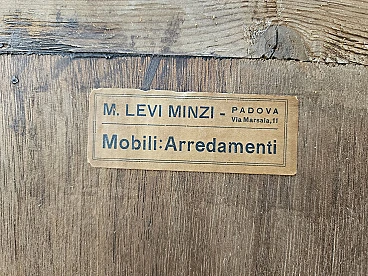 M. LEVI MINZI - PADOVA
Via Marsala, 11
Mobili: Arredamenti